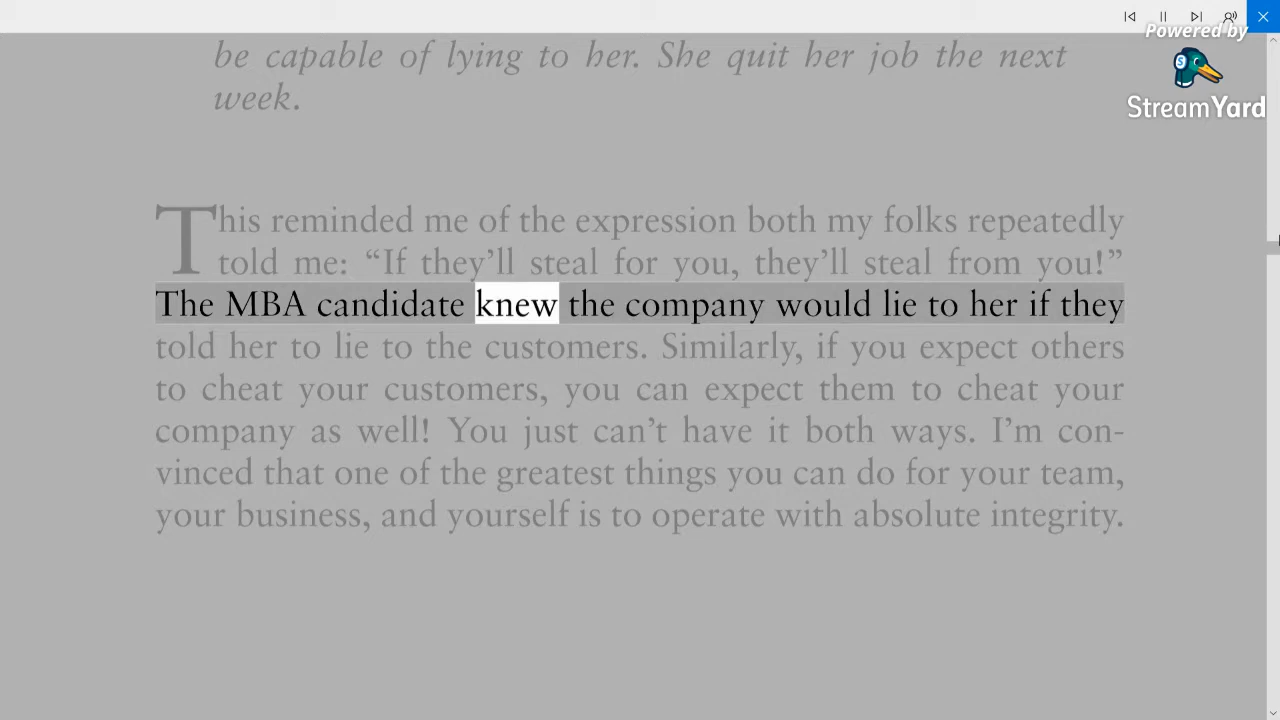 Powered by
StreamYard
be capable of lying to her. She quit her job the next
week.
This reminded me of the expression both my folks repeatedly
told me: “If they’ll steal for you, they’ll steal from you!”
The MBA candidate knew the company would lie to her if they
told her to lie to the customers. Similarly, if you expect others
to cheat your customers, you can expect them to cheat your
company as well! You just can’t have it both ways. I’m con-
vinced that one of the greatest things you can do for your team,
your business, and yourself is to operate with absolute integrity.